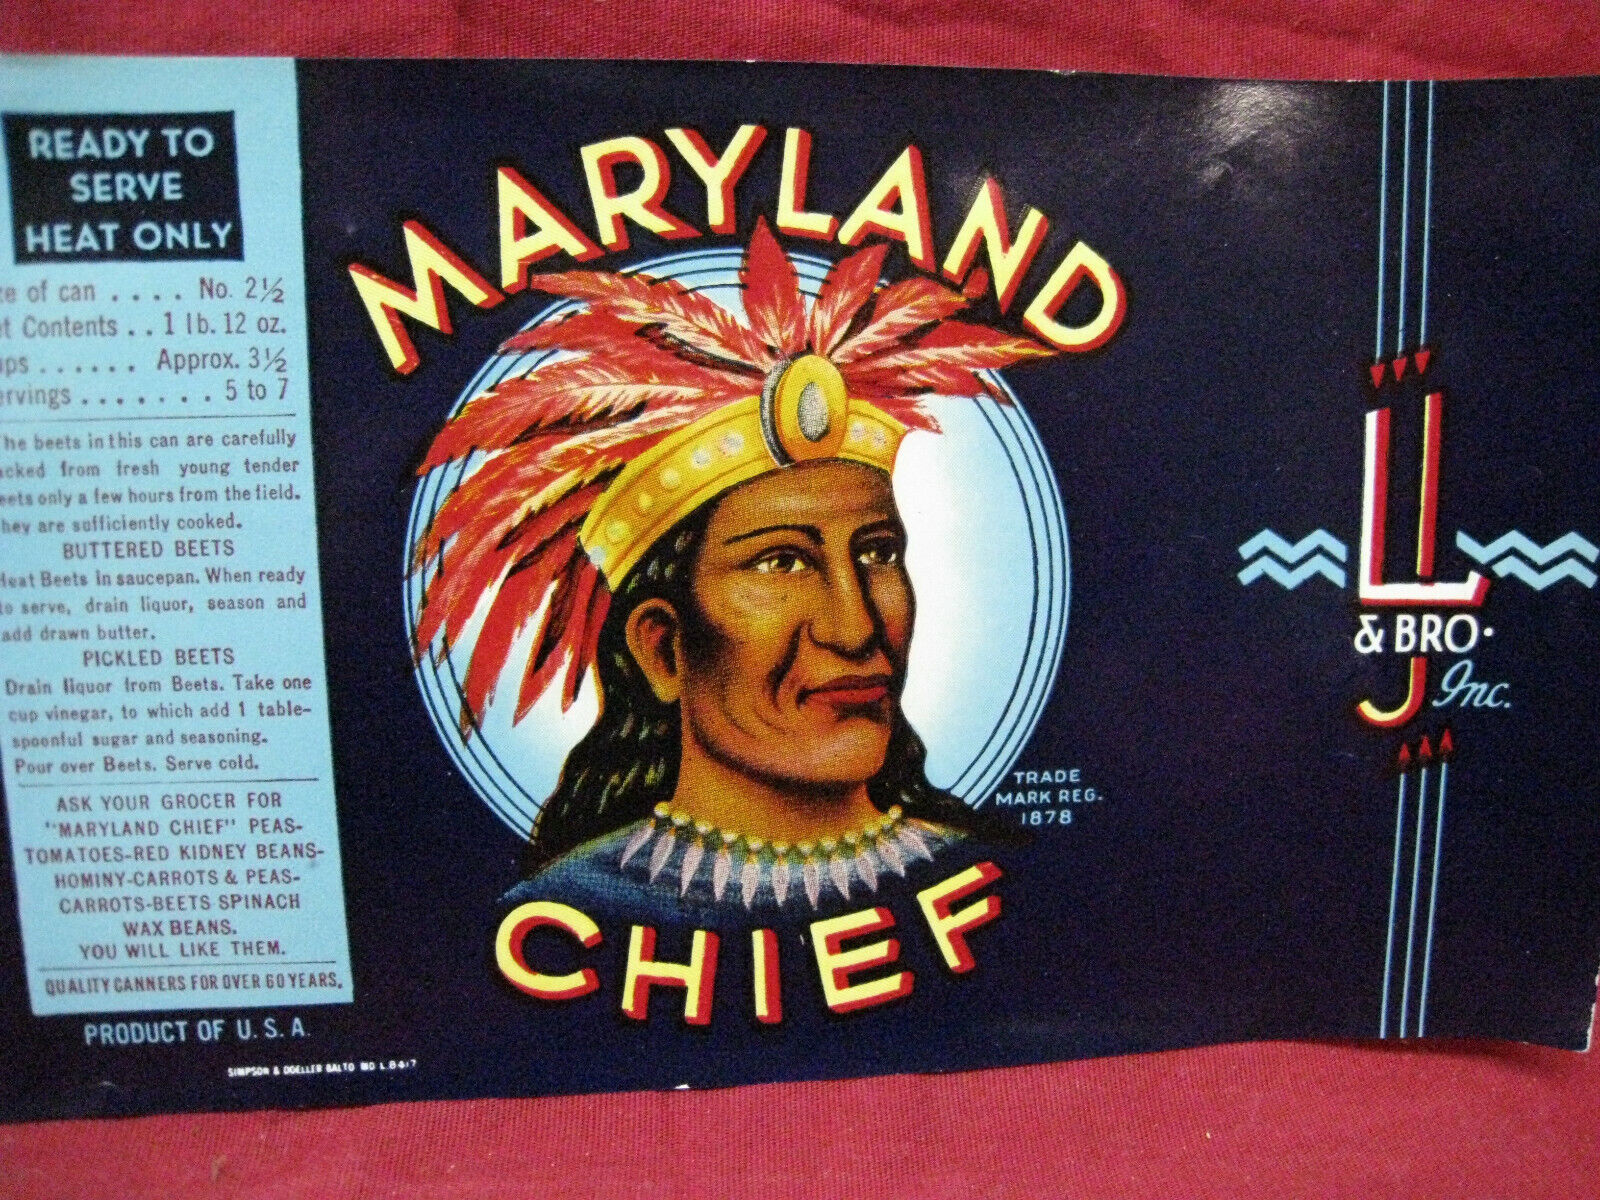 READY TO
SERVE
HEAT ONLY
of can .... No. 2½
Contents .. 1 lb. 12 oz.
...... Approx. 3½
....... 5 to 7
beets in this can are carefully
from fresh young tender
only a few hours from the field.
are sufficiently cooked.
BUTTERED BEETS
Heat Beets in saucepan. When ready
to serve, drain liquor, season and
add drawn butter.
PICKLED BEETS
Drain liquor from Beets. Take one
cup vinegar, to which add 1 table-
spoonful sugar and seasoning.
Pour over Beets. Serve cold.
ASK YOUR GROCER FOR
"MARYLAND CHIEF" PEAS-
TOMATOES-RED KIDNEY BEANS-
HOMINY-CARROTS & PEAS-
CARROTS-BEETS SPINACH
WAX BEANS.
YOU WILL LIKE THEM.
QUALITY CANNERS FOR OVER 60 YEARS.
PRODUCT OF U. S. A.
SIMPSON & DOELLER BALTO MD
MARYLAND
CHIEF
TRADE
MARK REG.
1878
& BRO.
Inc.